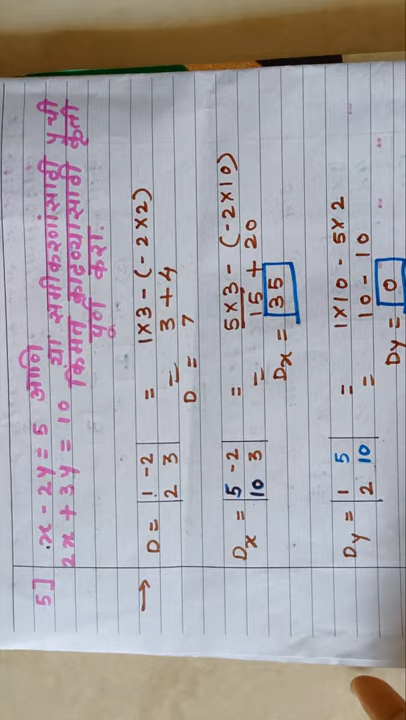 5] x - 2y = 5 आणि
2x + 3y = 10 या समीकरणांसाठी y ची
किंमत काढण्यासाठी कृती
पूर्ण करा.
→ D = | 1 -2 | = 1×3 - (-2×2)
| 2 3 | = 3 + 4
D = 7
Dx = | 5 -2 | = 5×3 - (-2×10)
| 10 3 | = 15 + 20
Dx = 35
Dy = | 1 5 | = 1×10 - 5×2
| 2 10 | = 10 - 10
Dy = 0